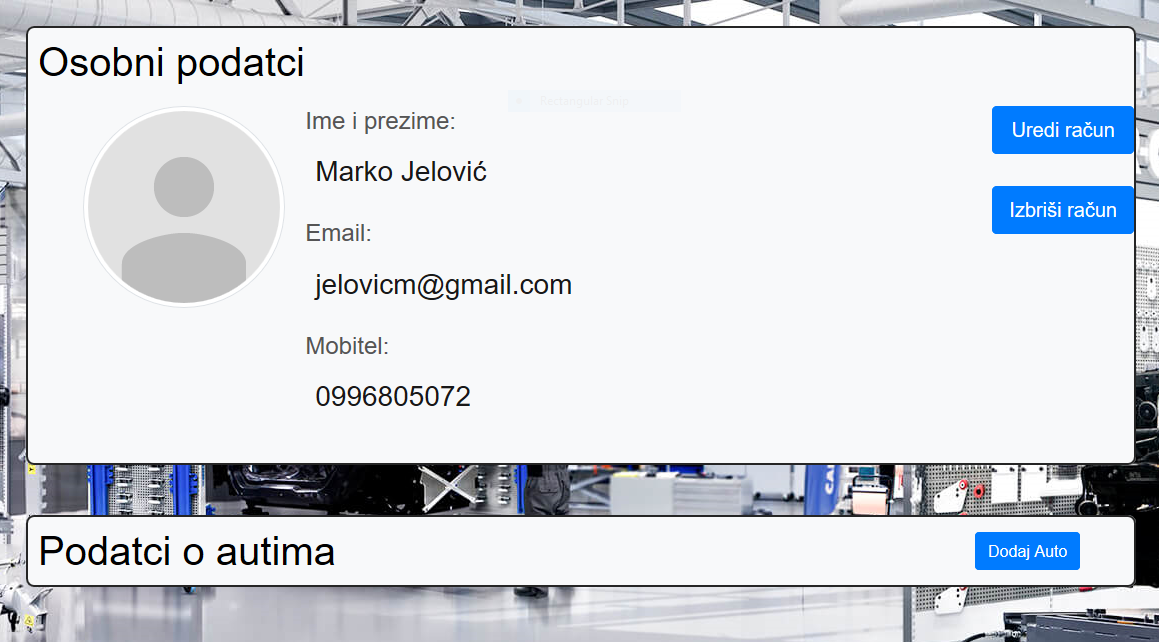 Osobni podatci
Ime i prezime:
Uredi račun
Marko Jelović
Izbriši račun
Email:
jelovicm@gmail.com
Mobitel:
0996805072
Podatci o autima
Dodaj Auto